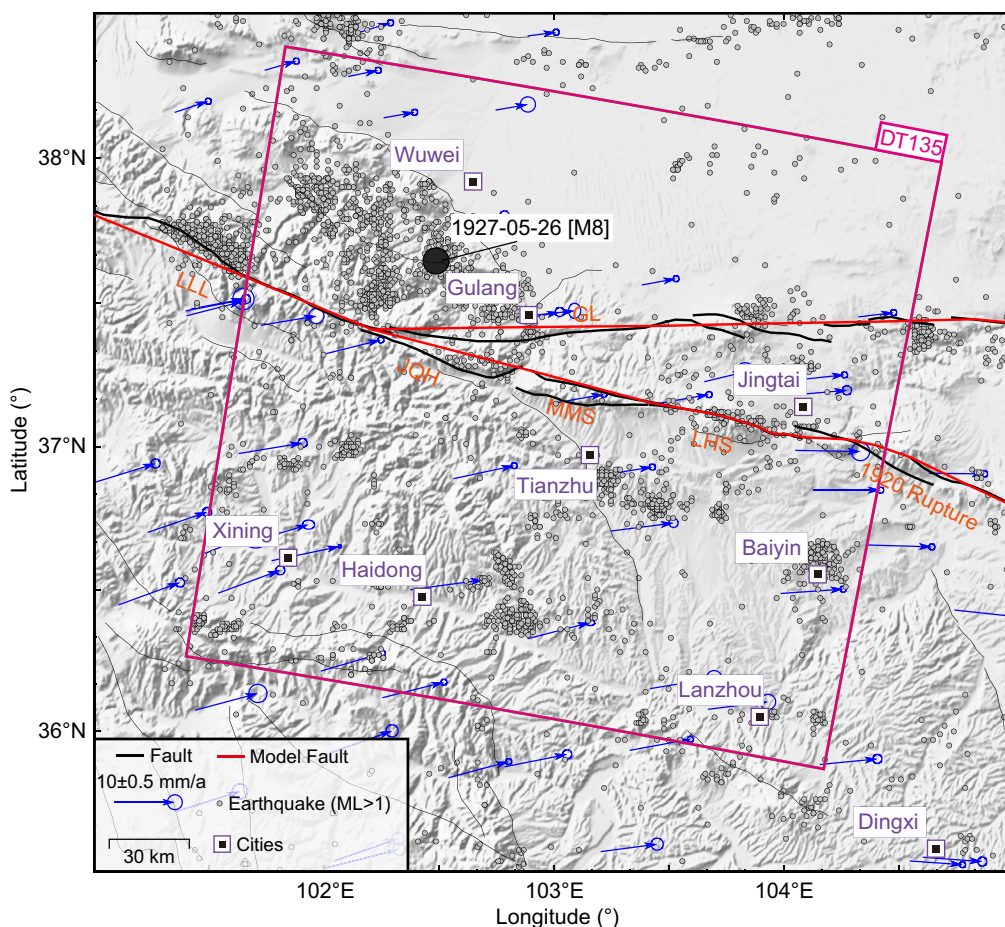 DT135
38°N
Wuwei
1927-05-26 [M8]
LLL
Gulang
GL
JQH
Jingtai
MMS
LHS
37°N
Latitude (°)
1920 Rupture
Tianzhu
Xining
Haidong
Baiyin
Lanzhou
36°N
Fault
Model Fault
10±0.5 mm/a
Earthquake (ML>1)
Cities
30 km
Dingxi
102°E
103°E
104°E
Longitude (°)